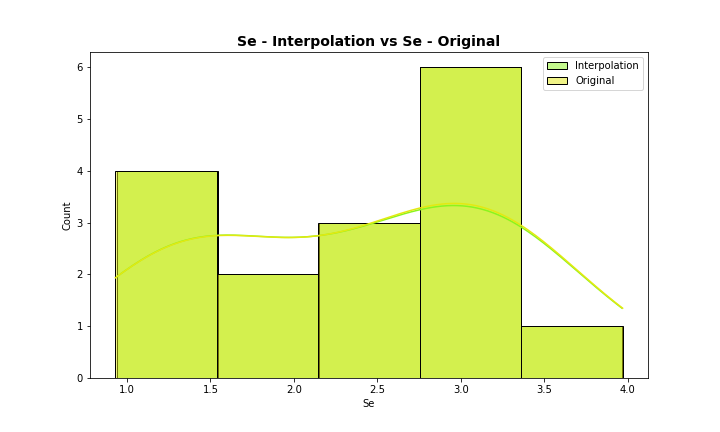 Se - Interpolation vs Se - Original
Interpolation
Original
6
5
4
3
2
1
0
Count
1.0 1.5 2.0 2.5 3.0 3.5 4.0
Se